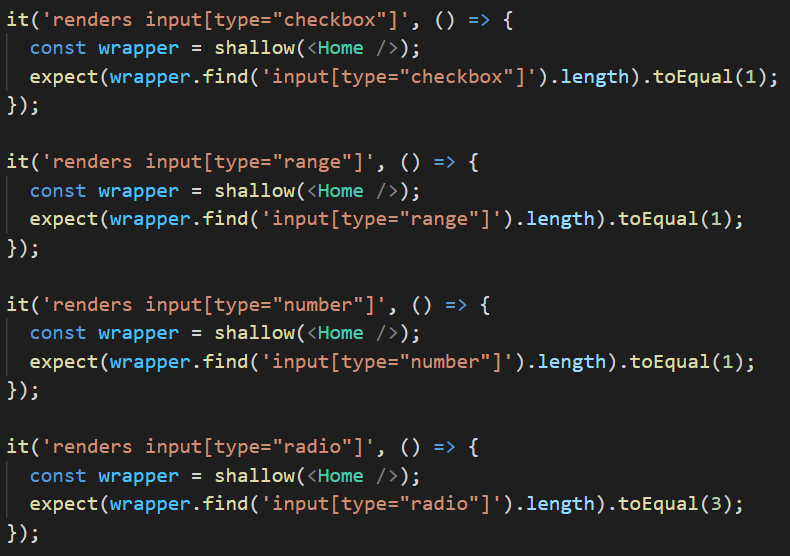 it('renders input[type="checkbox"]', () => {
  const wrapper = shallow(<Home />);
  expect(wrapper.find('input[type="checkbox"]').length).toEqual(1);
});

it('renders input[type="range"]', () => {
  const wrapper = shallow(<Home />);
  expect(wrapper.find('input[type="range"]').length).toEqual(1);
});

it('renders input[type="number"]', () => {
  const wrapper = shallow(<Home />);
  expect(wrapper.find('input[type="number"]').length).toEqual(1);
});

it('renders input[type="radio"]', () => {
  const wrapper = shallow(<Home />);
  expect(wrapper.find('input[type="radio"]').length).toEqual(3);
});